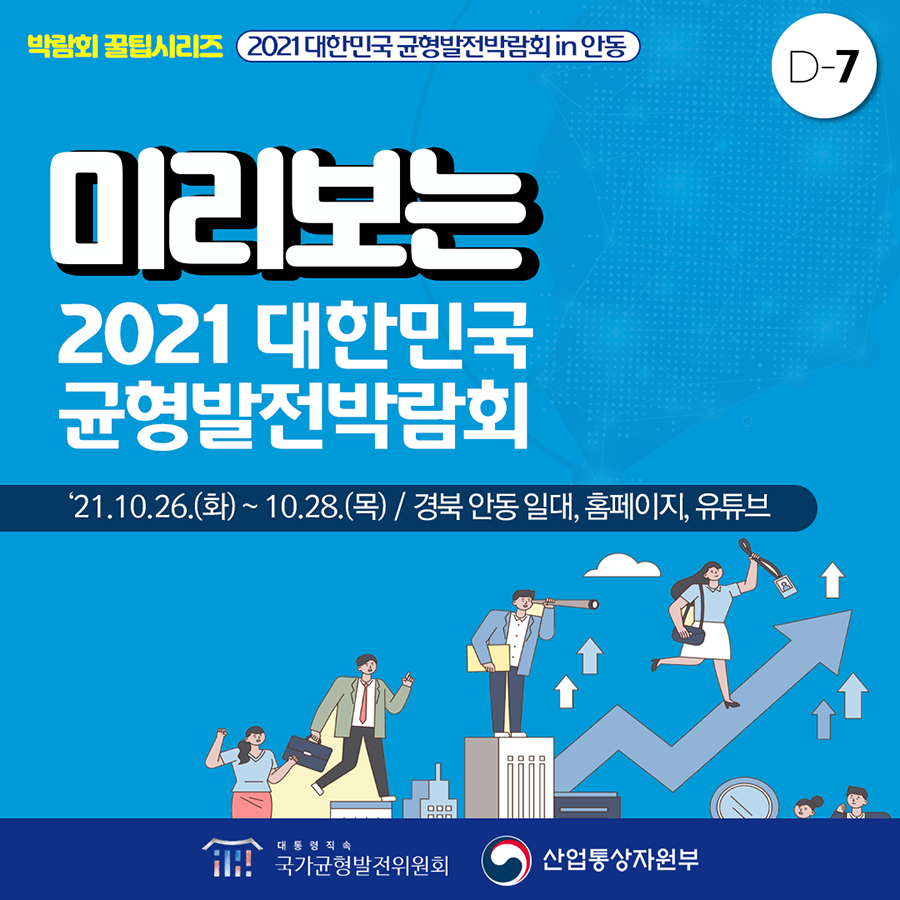 박람회 꿀팁시리즈 2021 대한민국 균형발전박람회 in 안동
D-7
미리보는
2021 대한민국
균형발전박람회
‘21.10.26.(화) ~ 10.28.(목) / 경북 안동 일대, 홈페이지, 유튜브
대통령직속
국가균형발전위원회
산업통상자원부